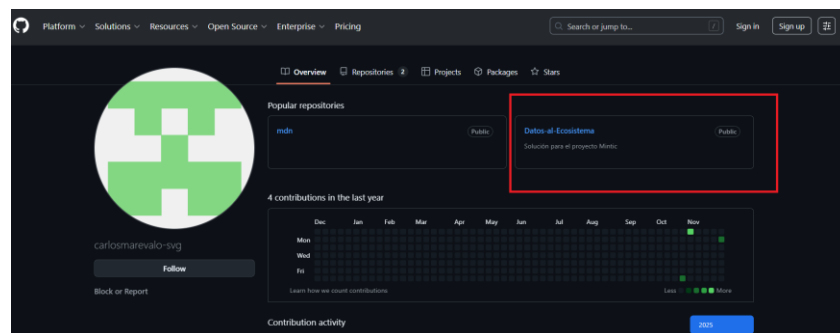 Platform Solutions Resources Open Source Enterprise Pricing Search or jump to... / Sign in Sign up
Overview Repositories 2 Projects Packages Stars
Popular repositories
mdn Public
Datos-al-Ecosistema Public
Solución para el proyecto Mintic
4 contributions in the last year
Dec Jan Feb Mar Apr May Jun Jul Aug Sep Oct Nov
Mon
Wed
Fri
Learn how we count contributions Less More
carlosmarevalo-svg
Follow
Block or Report
Contribution activity
2025